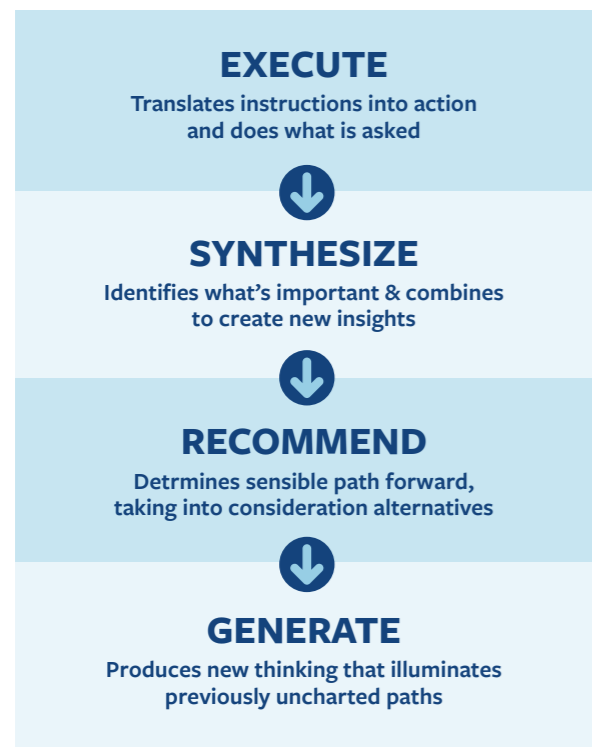 EXECUTE
Translates instructions into action
and does what is asked
SYNTHESIZE
Identifies what's important & combines
to create new insights
RECOMMEND
Detrmines sensible path forward,
taking into consideration alternatives
GENERATE
Produces new thinking that illuminates
previously uncharted paths